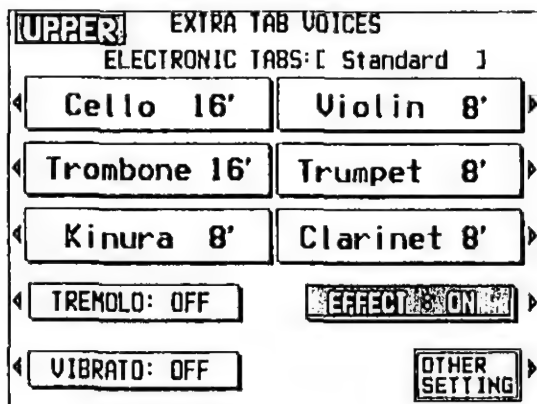 UPPER EXTRA TAB VOICES
ELECTRONIC TABS:[ Standard ]
Cello 16' Violin 8'
Trombone 16' Trumpet 8'
Kinura 8' Clarinet 8'
TREMOLO: OFF EFFECT : ON
VIBRATO: OFF OTHER
SETTING